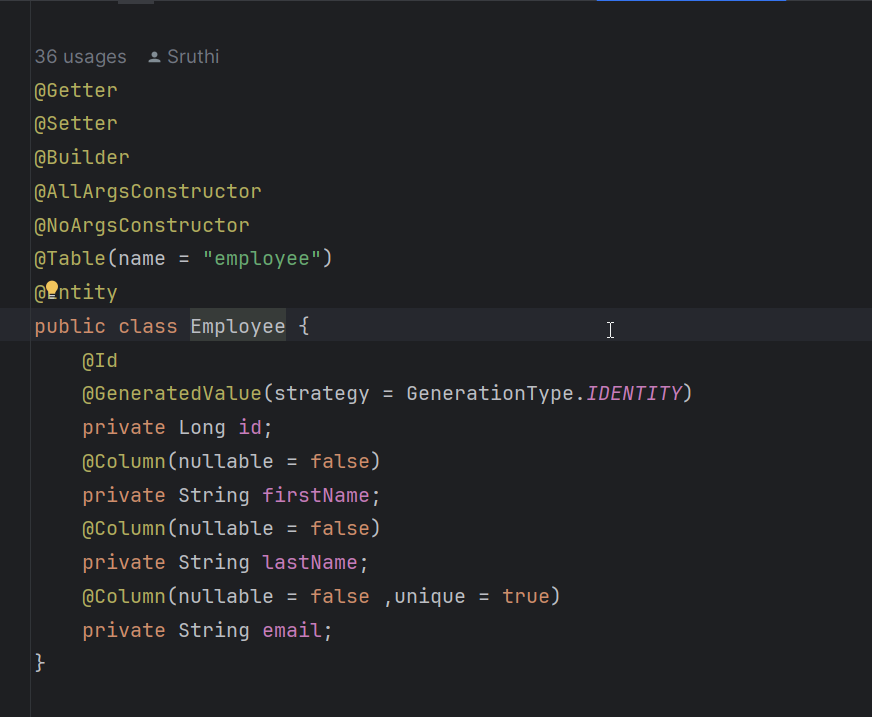 36 usages Sruthi
@Getter
@Setter
@Builder
@AllArgsConstructor
@NoArgsConstructor
@Table(name = "employee")
@Entity
public class Employee {
    @Id
    @GeneratedValue(strategy = GenerationType.IDENTITY)
    private Long id;
    @Column(nullable = false)
    private String firstName;
    @Column(nullable = false)
    private String lastName;
    @Column(nullable = false ,unique = true)
    private String email;
}